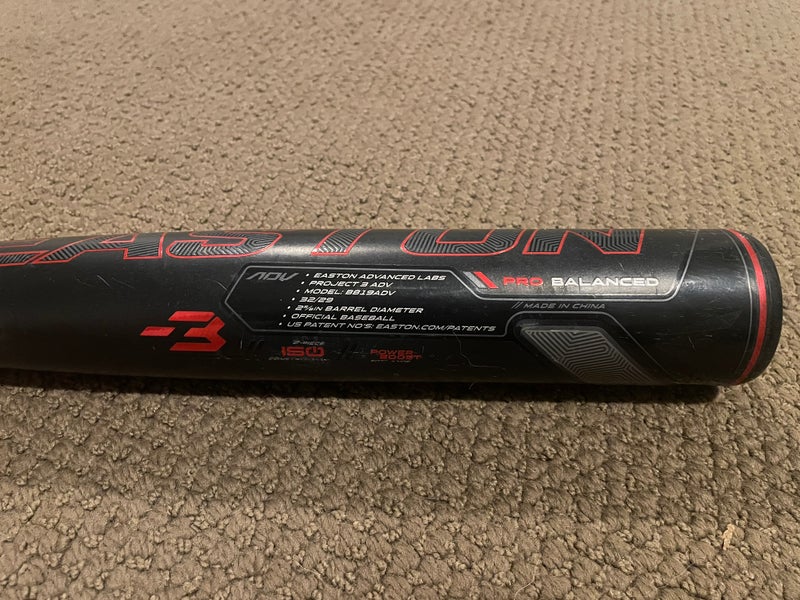 EASTON
ADV
• EASTON ADVANCED LABS
• PROJECT 3 ADV
• MODEL: BB19ADV
• 32/29
• 2⅝in BARREL DIAMETER
• OFFICIAL BASEBALL
• US PATENT NO'S: EASTON.COM/PATENTS
PRO BALANCED
// MADE IN CHINA
-3
2-PIECE
ISO
POWER
BOOST